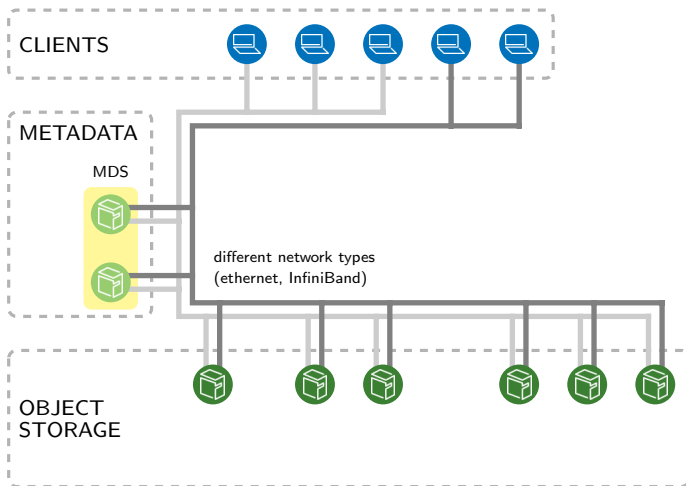 CLIENTS
METADATA
MDS
different network types
(ethernet, InfiniBand)
OBJECT
STORAGE